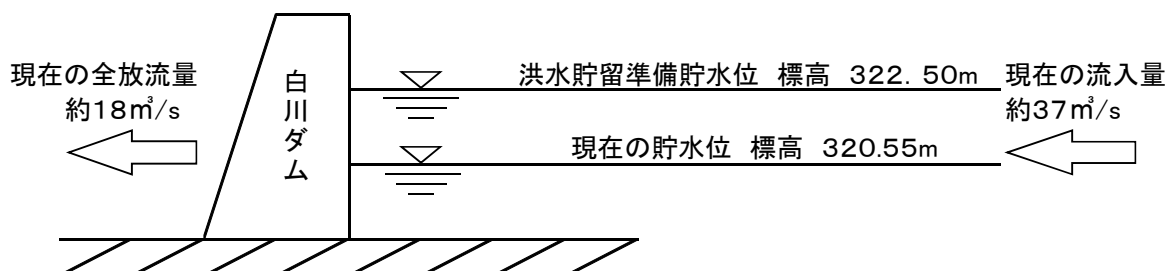 現在の全放流量
約18㎥/s
白川ダム
洪水貯留準備貯水位 標高 322.50m
現在の貯水位 標高 320.55m
現在の流入量
約37㎥/s